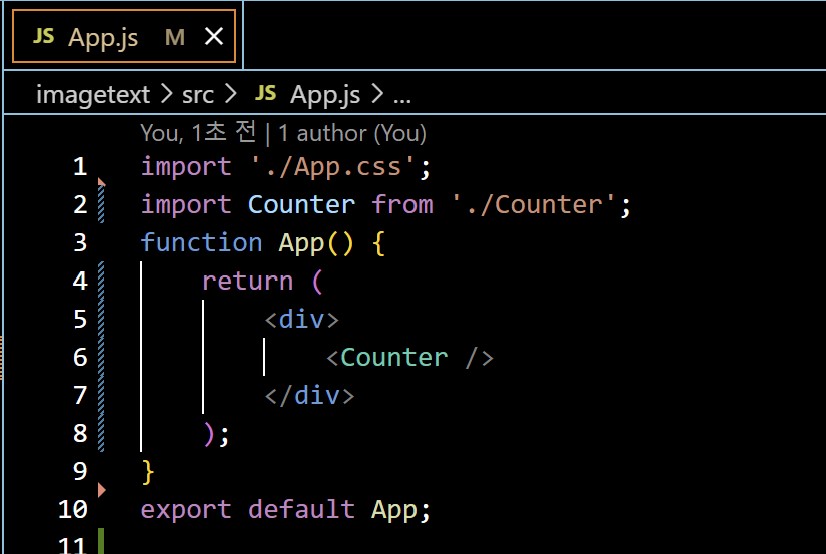 JS App.js M
imagetext > src > JS App.js > ...
You, 1초 전 | 1 author (You)
1 import './App.css';
2 import Counter from './Counter';
3 function App() {
4     return (
5         <div>
6             <Counter />
7         </div>
8     );
9 }
10 export default App;
11